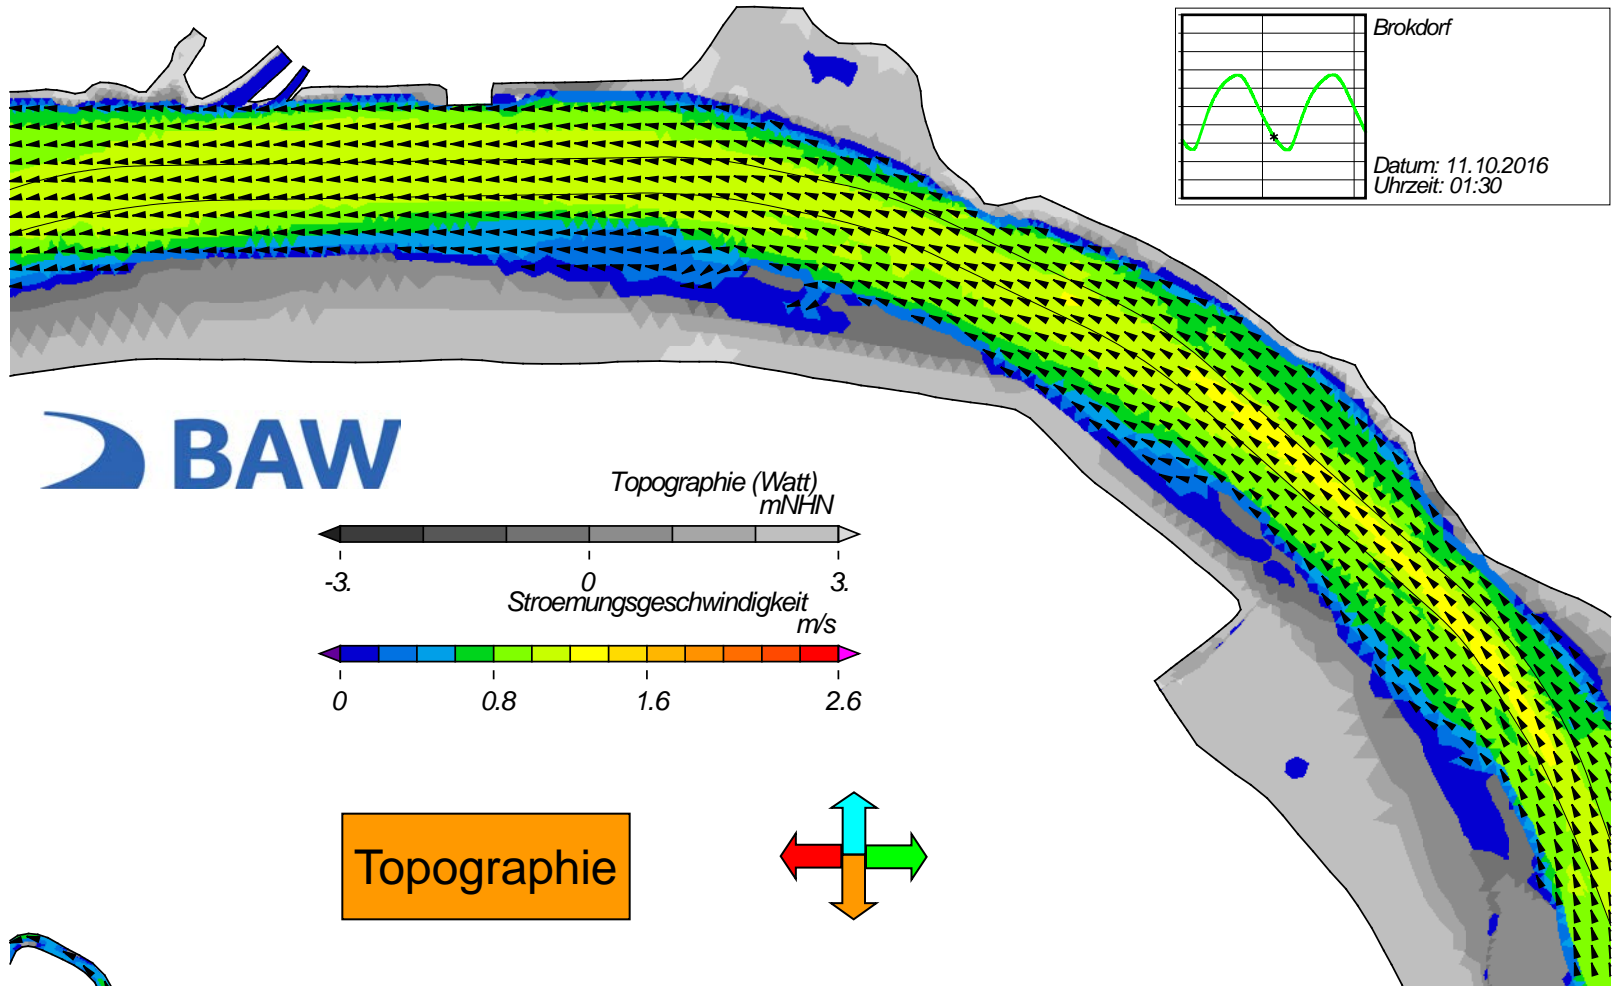 Brokdorf
Datum: 11.10.2016
Uhrzeit: 01:30
BAW
Topographie (Watt)
mNHN
-3. 0 3.
Stroemungsgeschwindigkeit
m/s
0 0.8 1.6 2.6
Topographie